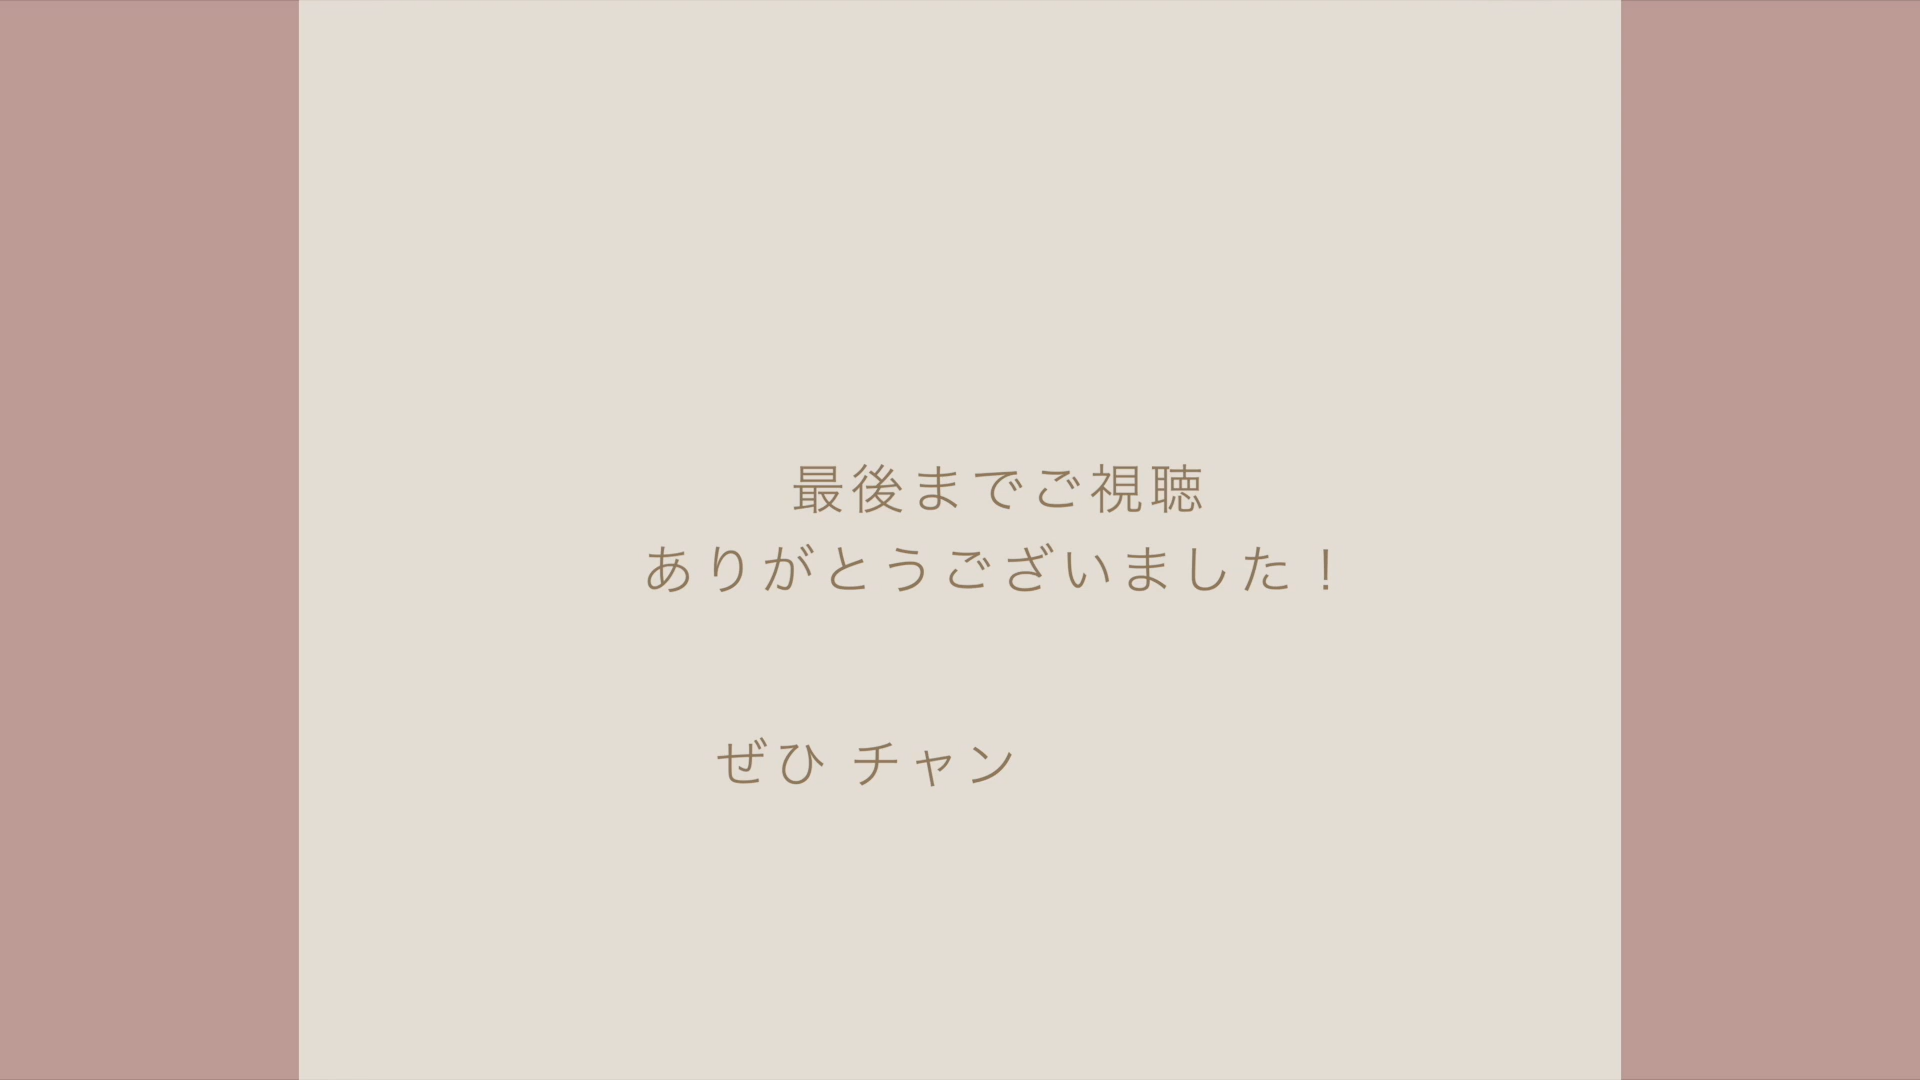 最後までご視聴
ありがとうございました！
ぜひ チャン